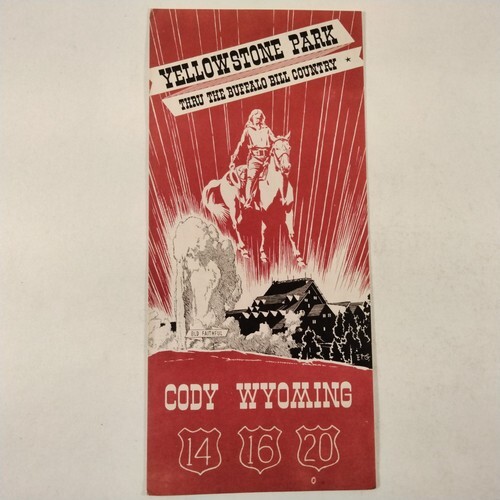 YELLOWSTONE PARK
THRU THE BUFFALO BILL COUNTRY
OLD FAITHFUL
CODY WYOMING
14 16 20